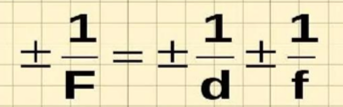 ± 1/F = ± 1/d ± 1/f